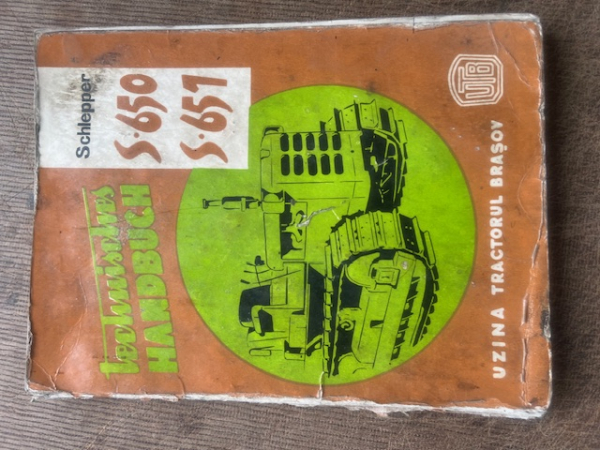 Schlepper
S-650
S-651
technisches
HANDBUCH
UTB
UZINA TRACTORUL BRAȘOV